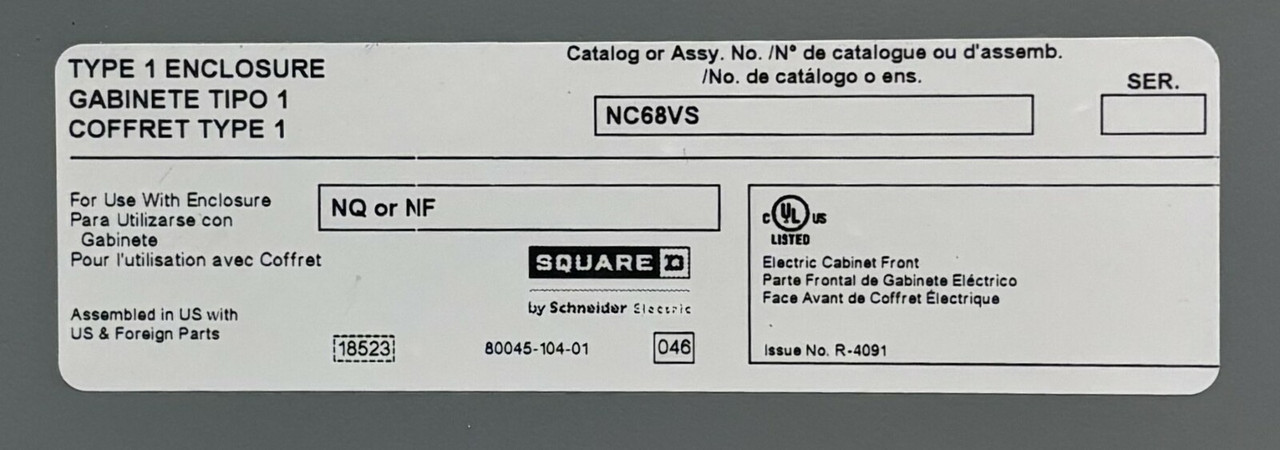 TYPE 1 ENCLOSURE
GABINETE TIPO 1
COFFRET TYPE 1
Catalog or Assy. No. /N° de catalogue ou d'assemb.
/No. de catálogo o ens.
NC68VS
SER.
For Use With Enclosure
Para Utilizarse con
Gabinete
Pour l'utilisation avec Coffret
NQ or NF
SQUARE D
by Schneider Electric
Assembled in US with
US & Foreign Parts
18523
80045-104-01
046
c UL us
LISTED
Electric Cabinet Front
Parte Frontal de Gabinete Eléctrico
Face Avant de Coffret Électrique
Issue No. R-4091